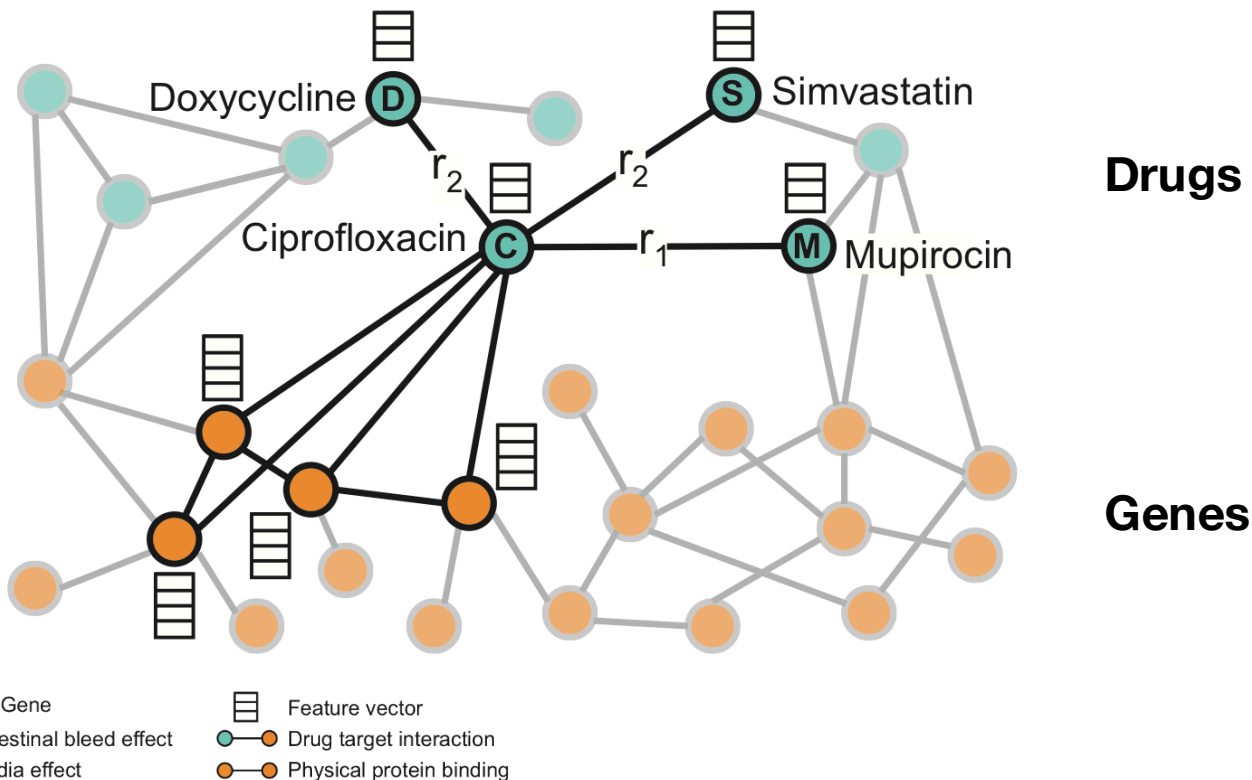 Doxycycline
D
S
Simvastatin
r2
r2
Drugs
Ciprofloxacin
C
r1
M
Mupirocin
Genes
Gene
Feature vector
estinal bleed effect
Drug target interaction
dia effect
Physical protein binding